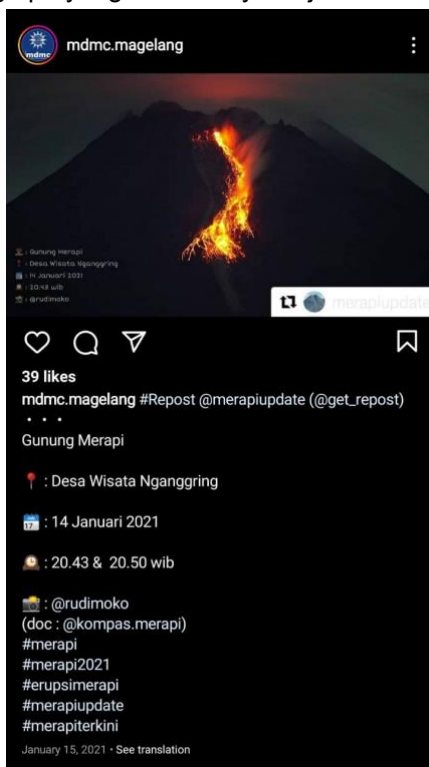 mdmc.magelang
mdmc
: Gunung Merapi
: Desa Wisata Nganggring
: 14 Januari 2021
: 20.43 wib
: @rudimoko
merapiupdate
39 likes
mdmc.magelang #Repost @merapiupdate (@get_repost)
・・・
Gunung Merapi
📍 : Desa Wisata Nganggring
📅 : 14 Januari 2021
🕰 : 20.43 & 20.50 wib
📸 : @rudimoko
(doc : @kompas.merapi)
#merapi
#merapi2021
#erupsimerapi
#merapiupdate
#merapiterkini
January 15, 2021 • See translation